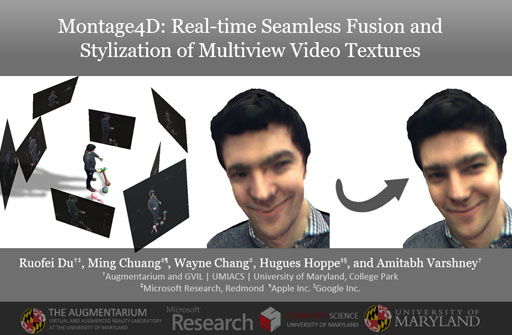 Montage4D: Real-time Seamless Fusion and
Stylization of Multiview Video Textures
Ruofei Du†‡, Ming Chuang‡¶, Wayne Chang‡, Hugues Hoppe‡§, and Amitabh Varshney†
†Augmentarium and GVIL | UMIACS | University of Maryland, College Park
‡Microsoft Research, Redmond ¶Apple Inc. §Google Inc.
THE AUGMENTARIUM
VIRTUAL AND AUGMENTED REALITY LABORATORY
AT THE UNIVERSITY OF MARYLAND
Microsoft
Research
COMPUTER SCIENCE
UNIVERSITY OF MARYLAND
UNIVERSITY OF
MARYLAND